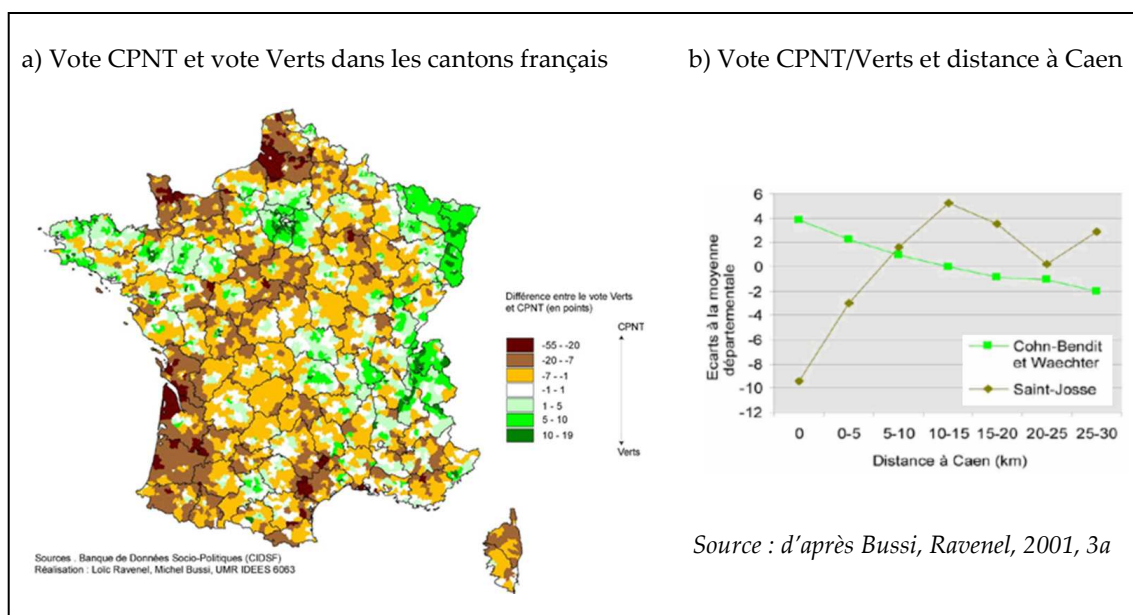 a) Vote CPNT et vote Verts dans les cantons français
b) Vote CPNT/Verts et distance à Caen
Différence entre le vote Verts
et CPNT (en points)
CPNT
-55 - -20
-20 - -7
-7 - -1
-1 - 1
1 - 5
5 - 10
10 - 19
Verts
Sources . Banque de Données Socio-Politiques (CIDSF)
Réalisation : Loïc Ravenel, Michel Bussi, UMR IDEES 6063
Ecarts à la moyenne
départementale
6
4
2
0
-2
-4
-6
-8
-10
-12
Cohn-Bendit
et Waechter
Saint-Josse
0 0-5 5-10 10-15 15-20 20-25 25-30
Distance à Caen (km)
Source : d'après Bussi, Ravenel, 2001, 3a